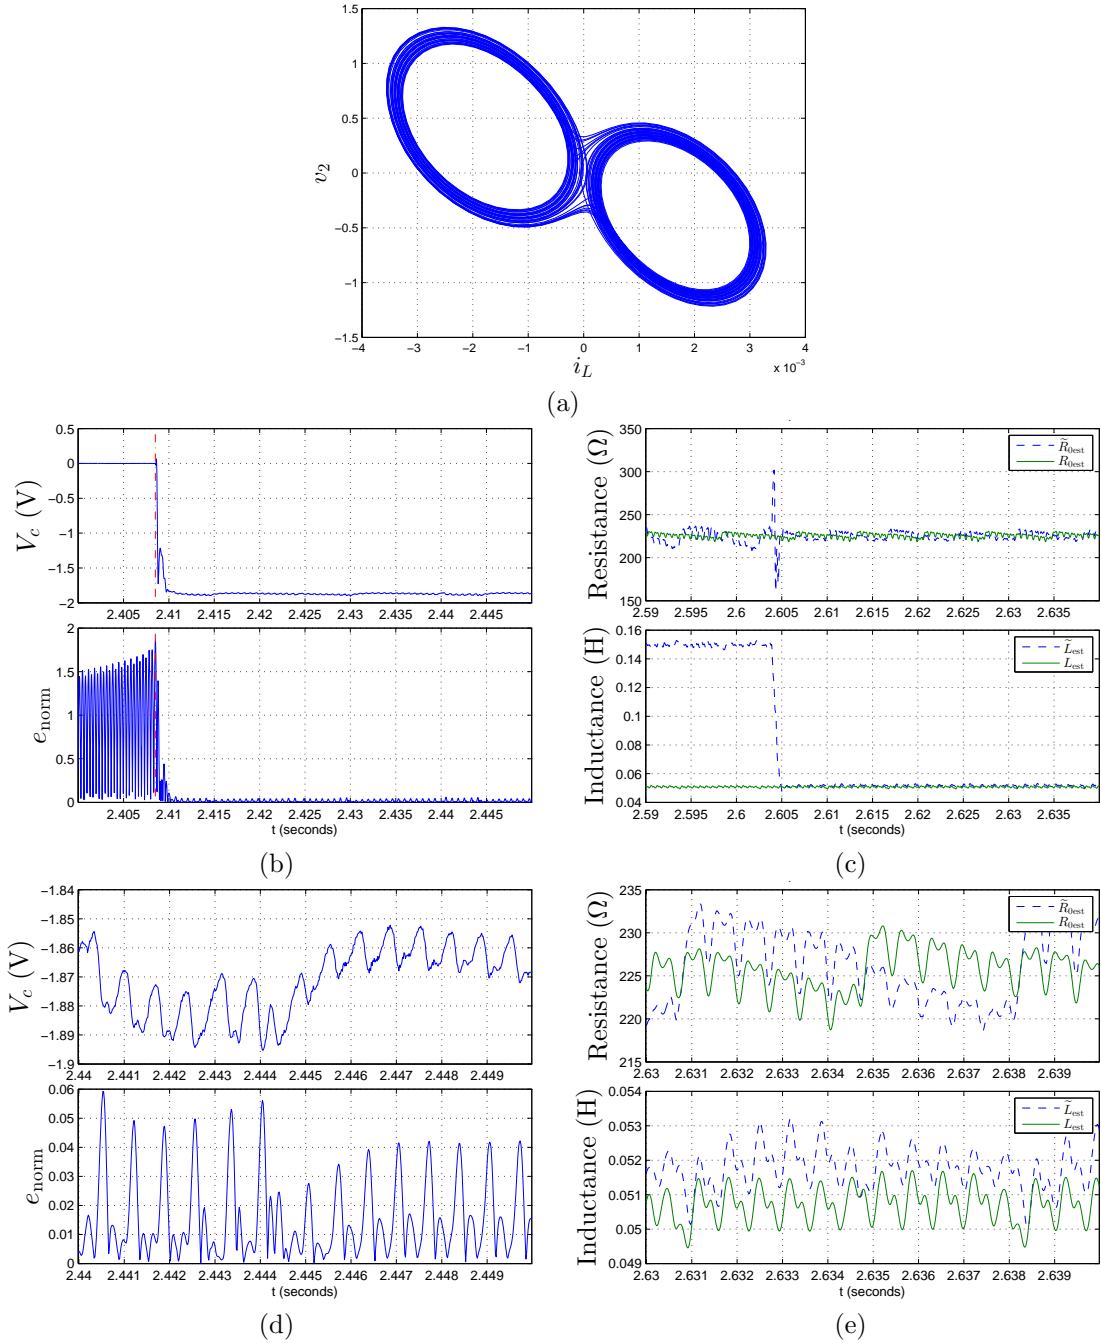 1.5
1
0.5
0
−0.5
−1
−1.5
v2
−4 −3 −2 −1 0 1 2 3 4
iL
x 10−3
(a)
0.5
0
−0.5
−1
−1.5
−2
Vc (V)
2.405 2.41 2.415 2.42 2.425 2.43 2.435 2.44 2.445
2
1.5
1
0.5
0
enorm
2.405 2.41 2.415 2.42 2.425 2.43 2.435 2.44 2.445
t (seconds)
(b)
350
300
250
200
150
Resistance (Ω)
R̃0est
R0est
2.59 2.595 2.6 2.605 2.61 2.615 2.62 2.625 2.63 2.635
0.16
0.14
0.12
0.1
0.08
0.06
0.04
Inductance (H)
L̃est
Lest
2.59 2.595 2.6 2.605 2.61 2.615 2.62 2.625 2.63 2.635
t (seconds)
(c)
−1.84
−1.85
−1.86
−1.87
−1.88
−1.89
−1.9
Vc (V)
2.44 2.441 2.442 2.443 2.444 2.445 2.446 2.447 2.448 2.449
0.06
0.05
0.04
0.03
0.02
0.01
0
enorm
2.44 2.441 2.442 2.443 2.444 2.445 2.446 2.447 2.448 2.449
t (seconds)
(d)
235
230
225
220
215
Resistance (Ω)
R̃0est
R0est
2.63 2.631 2.632 2.633 2.634 2.635 2.636 2.637 2.638 2.639
0.054
0.053
0.052
0.051
0.05
0.049
Inductance (H)
L̃est
Lest
2.63 2.631 2.632 2.633 2.634 2.635 2.636 2.637 2.638 2.639
t (seconds)
(e)